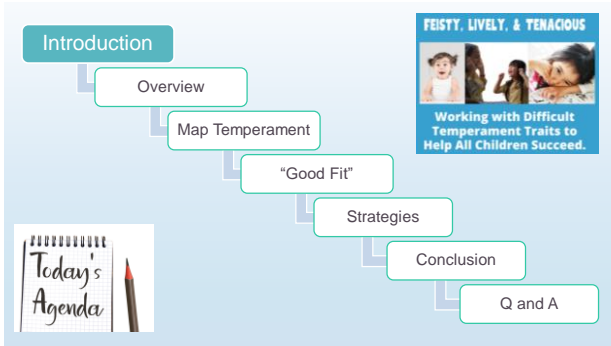 Introduction
Overview
Map Temperament
“Good Fit”
Strategies
Conclusion
Q and A
FEISTY, LIVELY, & TENACIOUS
Working with Difficult
Temperament Traits to
Help All Children Succeed.
Today's
Agenda